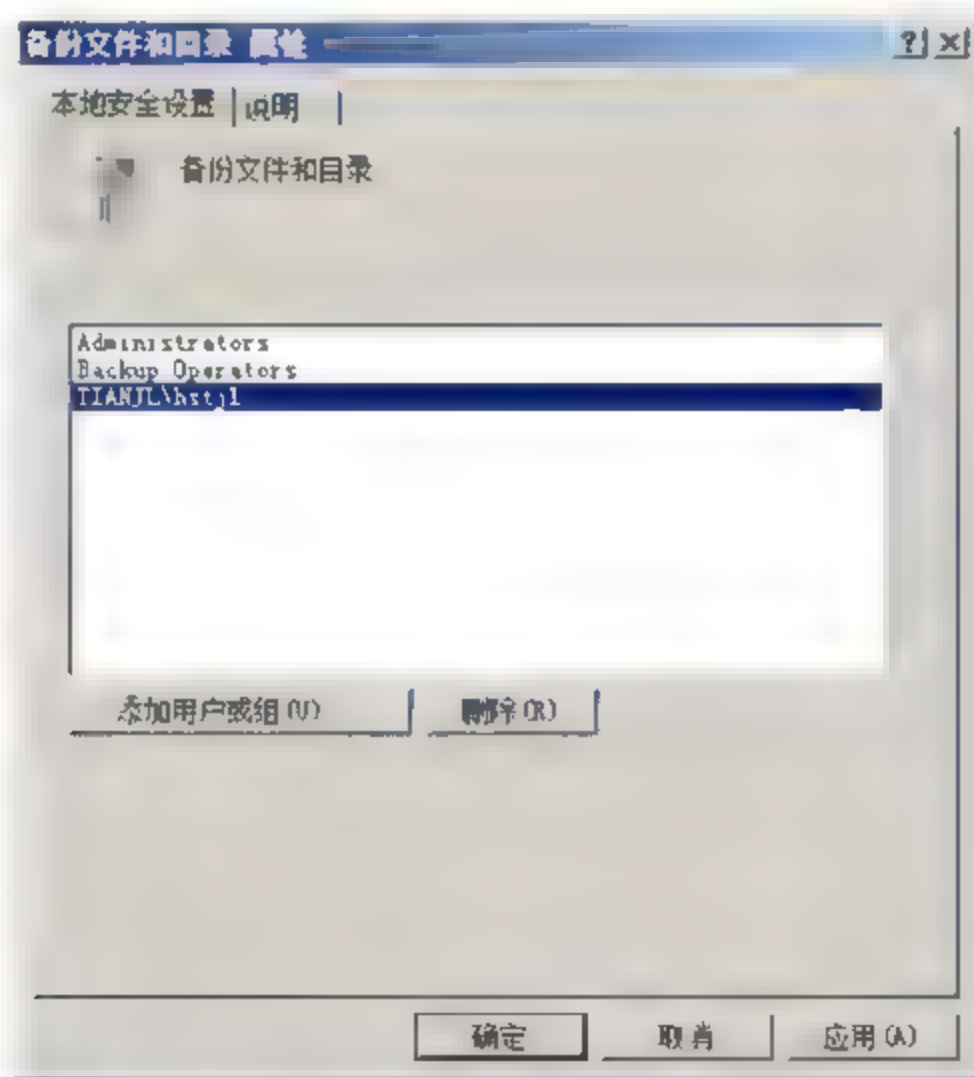 备份文件和目录 属性
本地安全设置 说明
备份文件和目录
Administrators
Backup Operators
TIANJL\hstjl
添加用户或组(U) 删除(R)
确定 取消 应用(A)